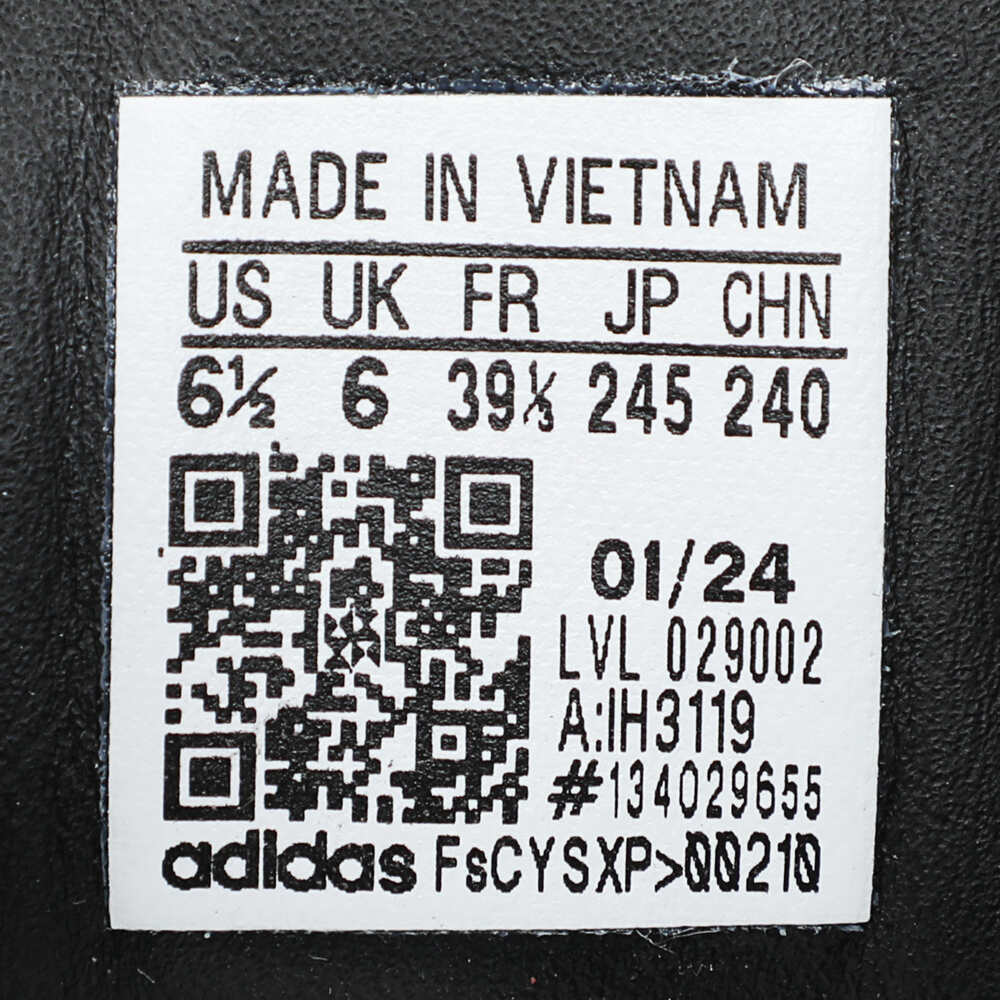 MADE IN VIETNAM
US UK FR JP CHN
6½ 6 39⅓ 245 240
01/24
LVL 029002
A:IH3119
#134029655
adidas FsCYSXP>00210